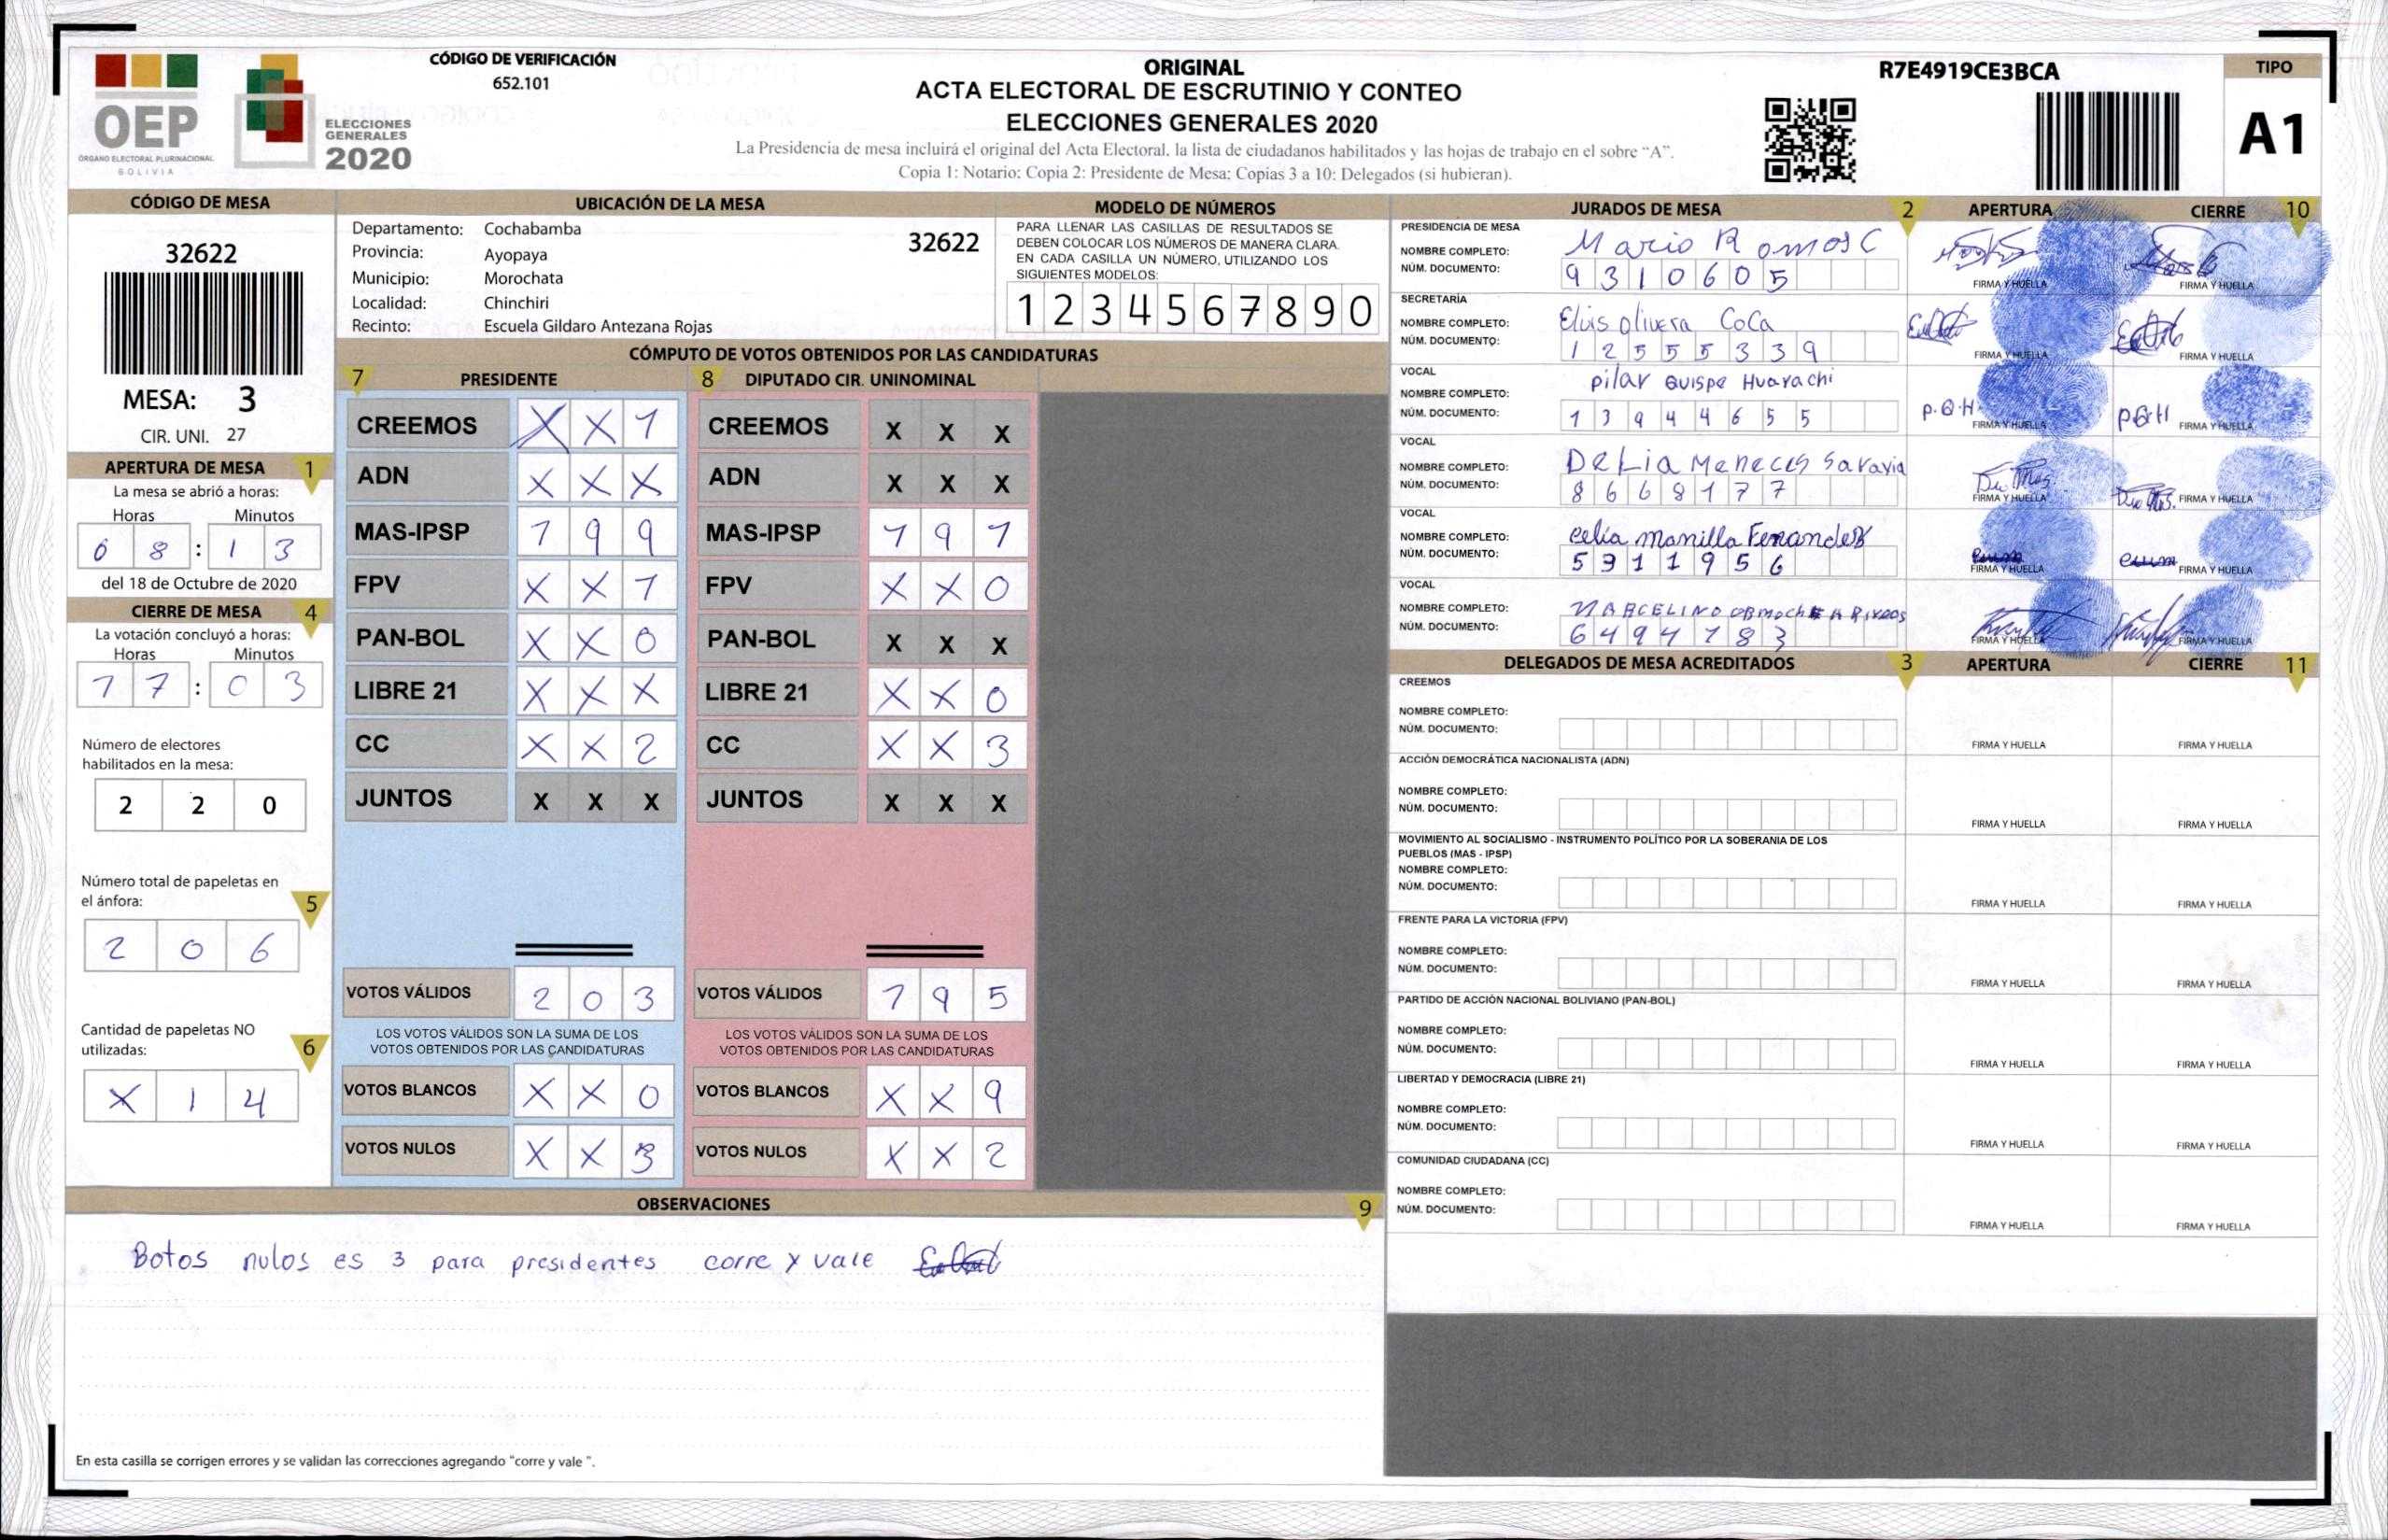 CÓDIGO DE VERIFICACIÓN
652.101
OEP
ÓRGANO ELECTORAL PLURINACIONAL
BOLIVIA
ELECCIONES
GENERALES
2020
ORIGINAL
ACTA ELECTORAL DE ESCRUTINIO Y CONTEO
ELECCIONES GENERALES 2020
La Presidencia de mesa incluirá el original del Acta Electoral, la lista de ciudadanos habilitados y las hojas de trabajo en el sobre “A”.
Copia 1: Notario: Copia 2: Presidente de Mesa: Copias 3 a 10: Delegados (si hubieran).
R7E4919CE3BCA
TIPO
A1
CÓDIGO DE MESA
32622
MESA: 3
CIR. UNI. 27
APERTURA DE MESA 1
La mesa se abrió a horas:
Horas Minutos
0 8 : 1 3
del 18 de Octubre de 2020
CIERRE DE MESA 4
La votación concluyó a horas:
Horas Minutos
1 7 : 0 3
Número de electores
habilitados en la mesa:
2 2 0
Número total de papeletas en
el ánfora: 5
2 0 6
Cantidad de papeletas NO
utilizadas: 6
X 1 4
UBICACIÓN DE LA MESA
Departamento: Cochabamba
Provincia: Ayopaya
Municipio: Morochata
Localidad: Chinchiri
Recinto: Escuela Gildaro Antezana Rojas
32622
MODELO DE NÚMEROS
PARA LLENAR LAS CASILLAS DE RESULTADOS SE
DEBEN COLOCAR LOS NÚMEROS DE MANERA CLARA.
EN CADA CASILLA UN NÚMERO, UTILIZANDO LOS
SIGUIENTES MODELOS:
1 2 3 4 5 6 7 8 9 0
CÓMPUTO DE VOTOS OBTENIDOS POR LAS CANDIDATURAS
7 PRESIDENTE
CREEMOS X X 1
ADN X X X
MAS-IPSP 1 9 9
FPV X X 1
PAN-BOL X X 0
LIBRE 21 X X X
CC X X 2
JUNTOS X X X
VOTOS VÁLIDOS 2 0 3
LOS VOTOS VÁLIDOS SON LA SUMA DE LOS
VOTOS OBTENIDOS POR LAS CANDIDATURAS
VOTOS BLANCOS X X 0
VOTOS NULOS X X 3
8 DIPUTADO CIR. UNINOMINAL
CREEMOS X X X
ADN X X X
MAS-IPSP 1 9 1
FPV X X 0
PAN-BOL X X X
LIBRE 21 X X 0
CC X X 3
JUNTOS X X X
VOTOS VÁLIDOS 1 9 5
LOS VOTOS VÁLIDOS SON LA SUMA DE LOS
VOTOS OBTENIDOS POR LAS CANDIDATURAS
VOTOS BLANCOS X X 9
VOTOS NULOS X X 2
OBSERVACIONES 9
Botos nulos es 3 para presidentes corre y vale
En esta casilla se corrigen errores y se validan las correcciones agregando "corre y vale ".
JURADOS DE MESA 2 APERTURA CIERRE 10
PRESIDENCIA DE MESA
NOMBRE COMPLETO: Mario Ramos C
NÚM. DOCUMENTO: 9 3 1 0 6 0 5
FIRMA Y HUELLA FIRMA Y HUELLA
SECRETARÍA
NOMBRE COMPLETO: Elvis olivera CoCa
NÚM. DOCUMENTO: 1 2 5 5 5 3 3 9
FIRMA Y HUELLA FIRMA Y HUELLA
VOCAL
NOMBRE COMPLETO: pilar Quispe Huarachi
NÚM. DOCUMENTO: 1 3 9 4 4 6 5 5
P.Q.H. FIRMA Y HUELLA PQH FIRMA Y HUELLA
VOCAL
NOMBRE COMPLETO: DeLia Meneces Saravia
NÚM. DOCUMENTO: 8 6 6 8 1 7 7
FIRMA Y HUELLA FIRMA Y HUELLA
VOCAL
NOMBRE COMPLETO: celia manilla Fernandez
NÚM. DOCUMENTO: 5 3 1 1 9 5 6
FIRMA Y HUELLA FIRMA Y HUELLA
VOCAL
NOMBRE COMPLETO: MARCELINO
NÚM. DOCUMENTO: 6 4 9 4 7 8 3
FIRMA Y HUELLA FIRMA Y HUELLA
DELEGADOS DE MESA ACREDITADOS 3 APERTURA CIERRE 11
CREEMOS
NOMBRE COMPLETO:
NÚM. DOCUMENTO:
FIRMA Y HUELLA FIRMA Y HUELLA
ACCIÓN DEMOCRÁTICA NACIONALISTA (ADN)
NOMBRE COMPLETO:
NÚM. DOCUMENTO:
FIRMA Y HUELLA FIRMA Y HUELLA
MOVIMIENTO AL SOCIALISMO - INSTRUMENTO POLÍTICO POR LA SOBERANIA DE LOS
PUEBLOS (MAS - IPSP)
NOMBRE COMPLETO:
NÚM. DOCUMENTO:
FIRMA Y HUELLA FIRMA Y HUELLA
FRENTE PARA LA VICTORIA (FPV)
NOMBRE COMPLETO:
NÚM. DOCUMENTO:
FIRMA Y HUELLA FIRMA Y HUELLA
PARTIDO DE ACCIÓN NACIONAL BOLIVIANO (PAN-BOL)
NOMBRE COMPLETO:
NÚM. DOCUMENTO:
FIRMA Y HUELLA FIRMA Y HUELLA
LIBERTAD Y DEMOCRACIA (LIBRE 21)
NOMBRE COMPLETO:
NÚM. DOCUMENTO:
FIRMA Y HUELLA FIRMA Y HUELLA
COMUNIDAD CIUDADANA (CC)
NOMBRE COMPLETO:
NÚM. DOCUMENTO:
FIRMA Y HUELLA FIRMA Y HUELLA